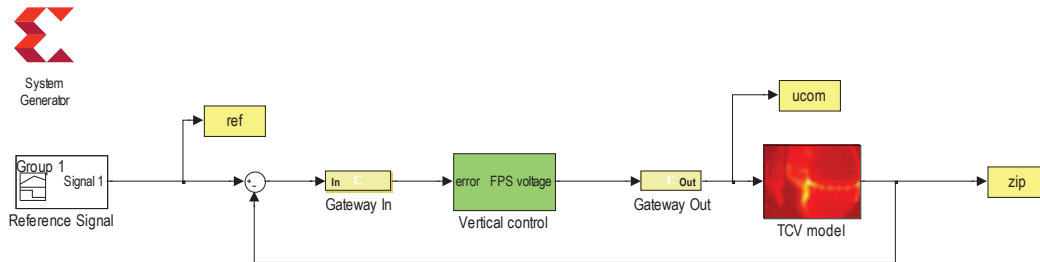 System
Generator
ref
ucom
Group 1
Signal 1
Reference Signal
In
Gateway In
error FPS voltage
Vertical control
Out
Gateway Out
TCV model
zip